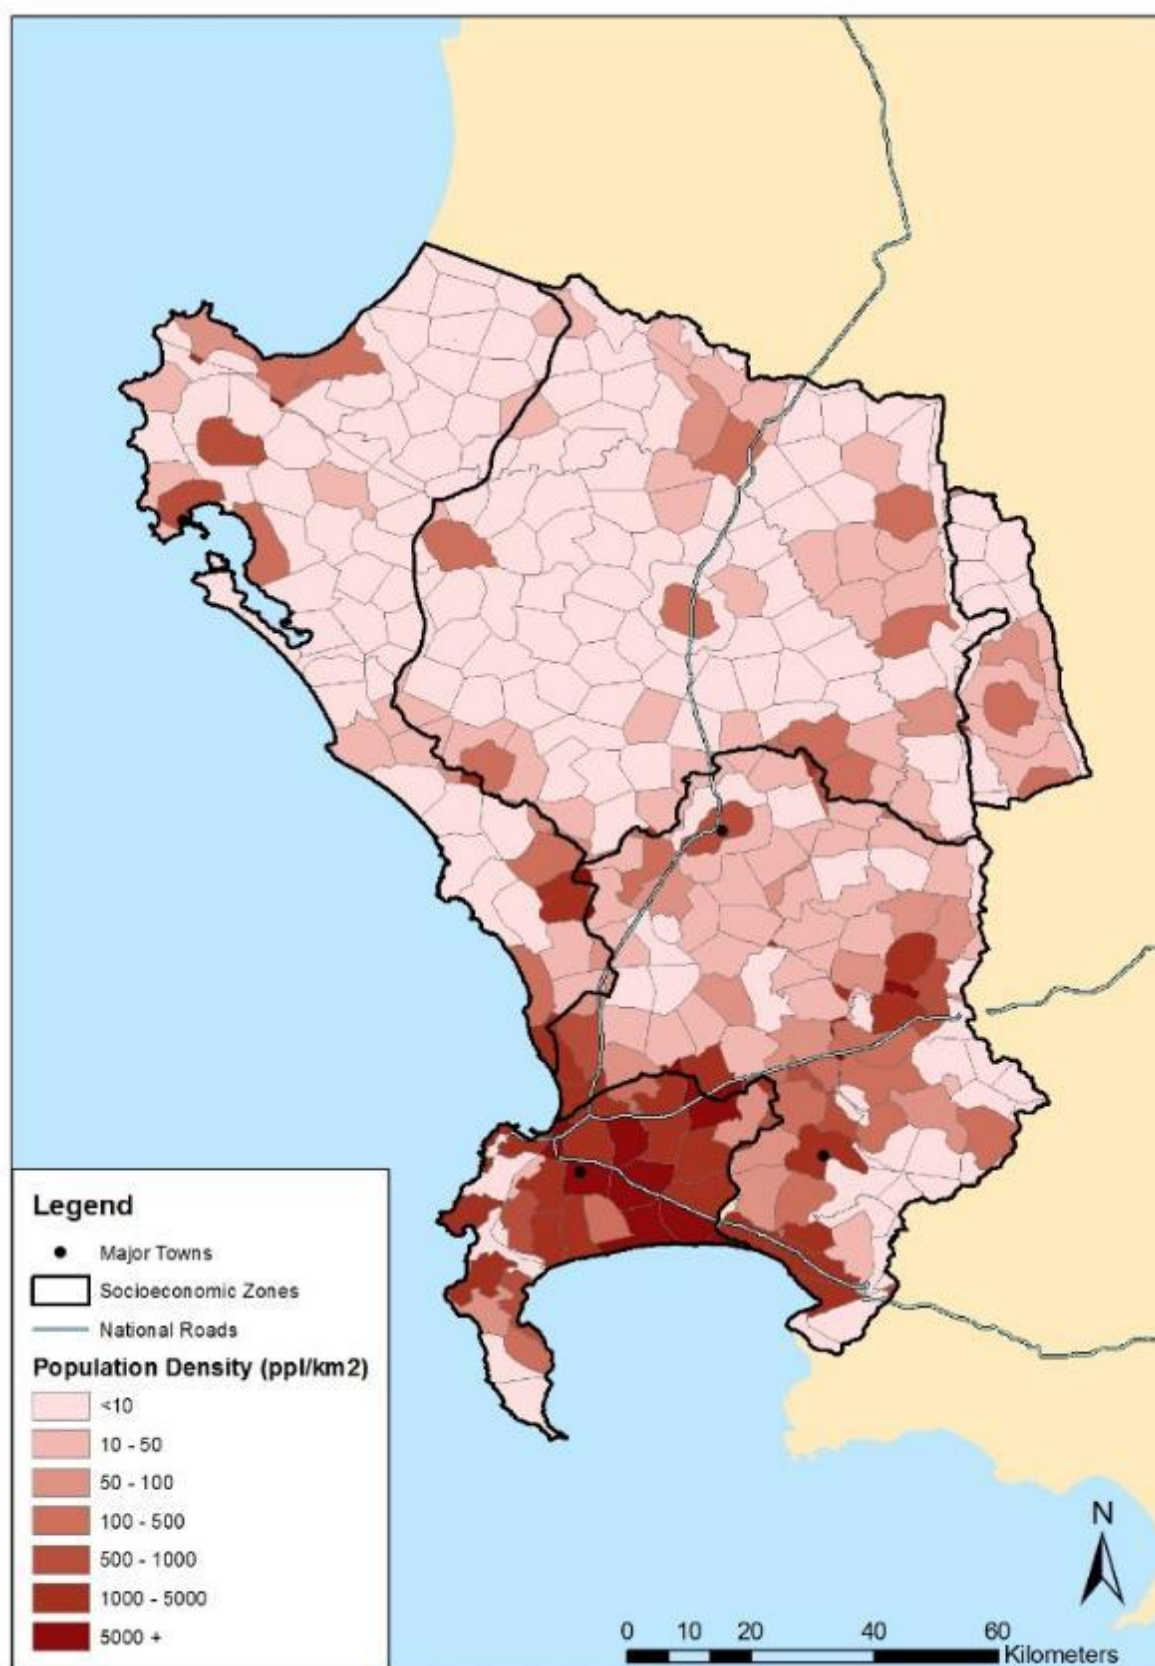 Legend
Major Towns
Socioeconomic Zones
National Roads
Population Density (ppl/km2)
<10
10 - 50
50 - 100
100 - 500
500 - 1000
1000 - 5000
5000 +
N
0 10 20 40 60
Kilometers